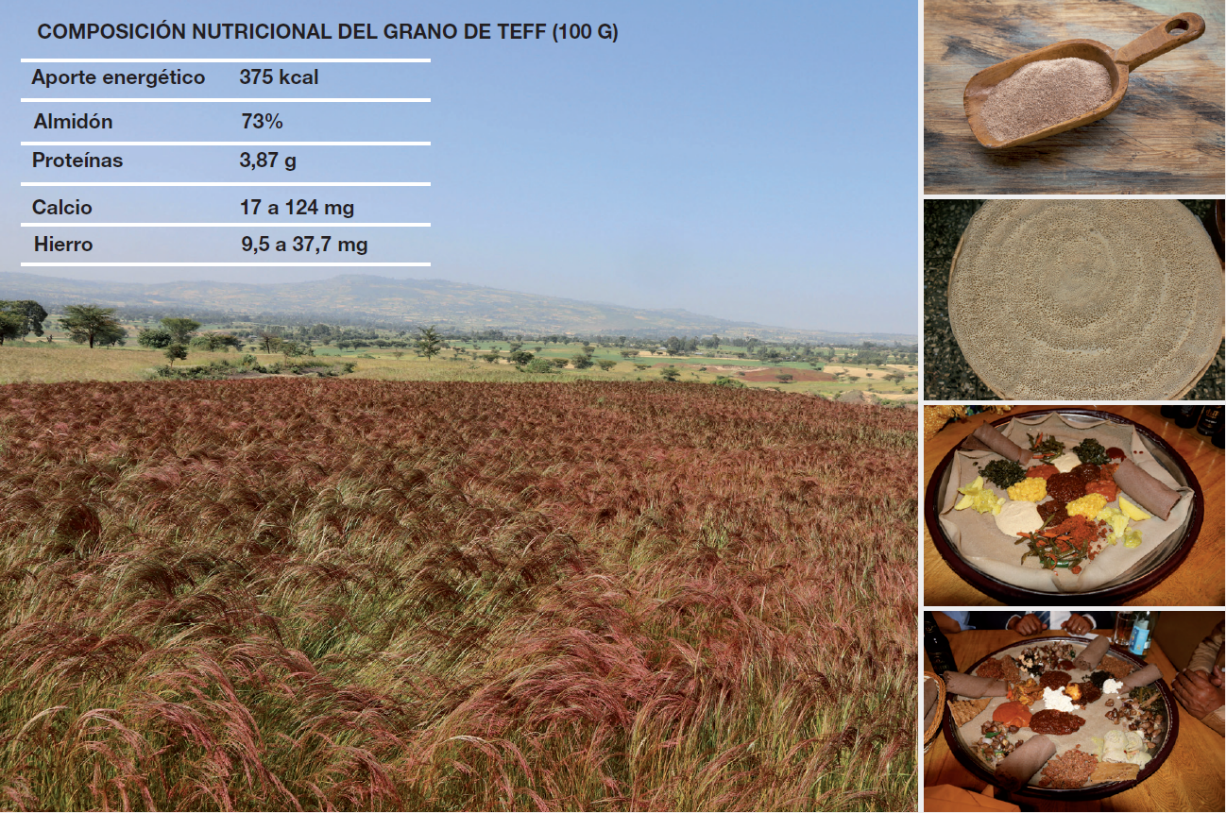 COMPOSICIÓN NUTRICIONAL DEL GRANO DE TEFF (100 G)
Aporte energético 375 kcal
Almidón 73%
Proteínas 3,87 g
Calcio 17 a 124 mg
Hierro 9,5 a 37,7 mg